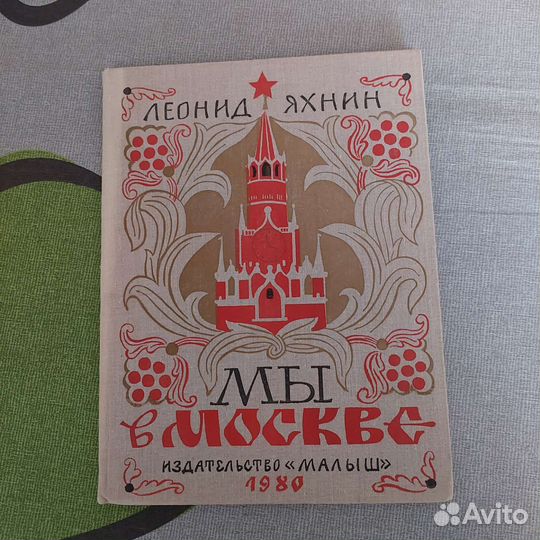 ЛЕОНИД ЯХНИН
МЫ
в МОСКВЕ
ИЗДАТЕЛЬСТВО «МАЛЫШ»
1980
Avito